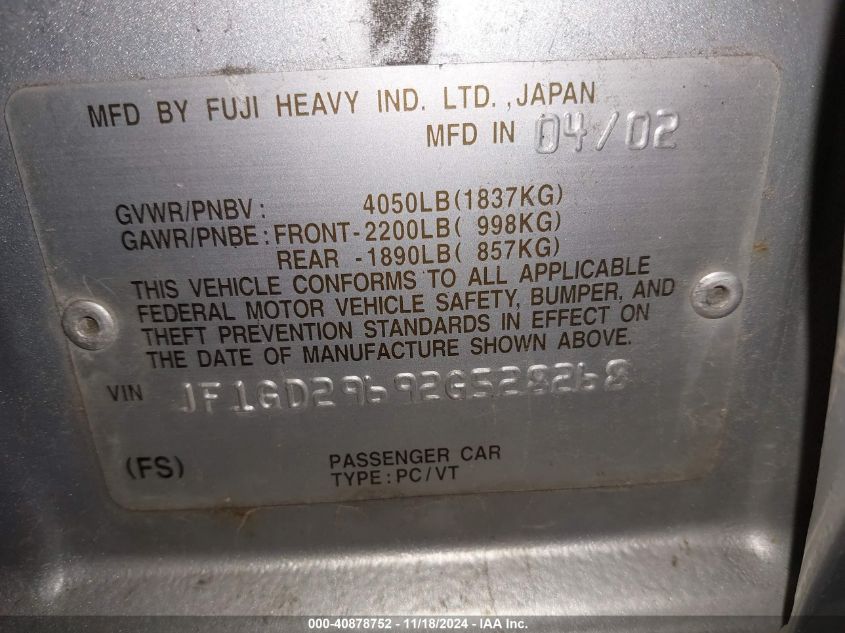 MFD BY FUJI HEAVY IND. LTD. ,JAPAN
MFD IN 04/02
GVWR/PNBV : 4050LB(1837KG)
GAWR/PNBE : FRONT-2200LB( 998KG)
REAR -1890LB( 857KG)
THIS VEHICLE CONFORMS TO ALL APPLICABLE
FEDERAL MOTOR VEHICLE SAFETY, BUMPER, AND
THEFT PREVENTION STANDARDS IN EFFECT ON
THE DATE OF MANUFACTURE SHOWN ABOVE.
VIN JF1GD29692G528268
(FS) PASSENGER CAR
TYPE : PC/VT
000-40878752 - 11/18/2024 - IAA Inc.